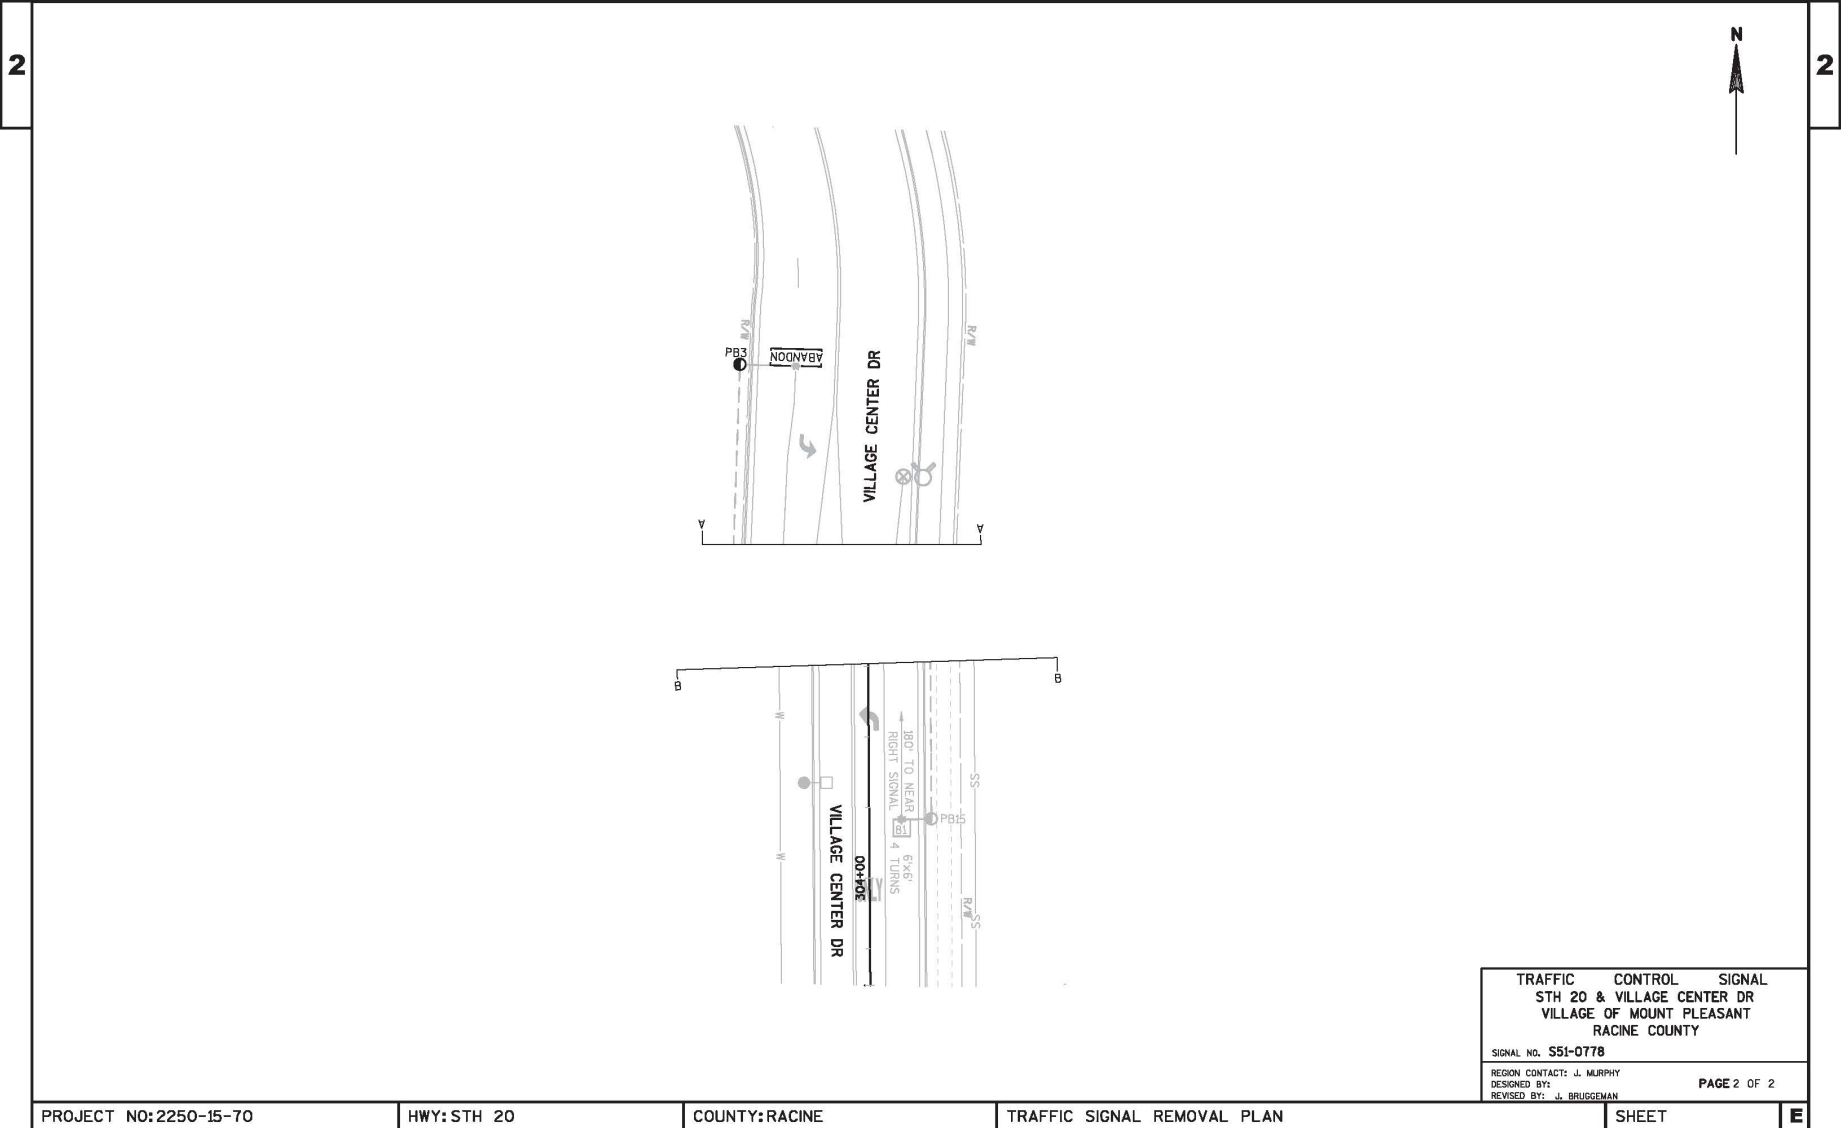 2
2
N
R/W
R/W
PB3
ABANDON
VILLAGE CENTER DR
A
A
B
B
W
180' TO NEAR
RIGHT SIGNAL
SS
VILLAGE CENTER DR
B1
PB15
W
304+00
6'x6'
4 TURNS
R/W
SS
TRAFFIC CONTROL SIGNAL
STH 20 & VILLAGE CENTER DR
VILLAGE OF MOUNT PLEASANT
RACINE COUNTY
SIGNAL NO. S51-0778
REGION CONTACT: J. MURPHY
DESIGNED BY:
REVISED BY: J. BRUGGEMAN
PAGE 2 OF 2
PROJECT NO: 2250-15-70
HWY: STH 20
COUNTY: RACINE
TRAFFIC SIGNAL REMOVAL PLAN
SHEET
E